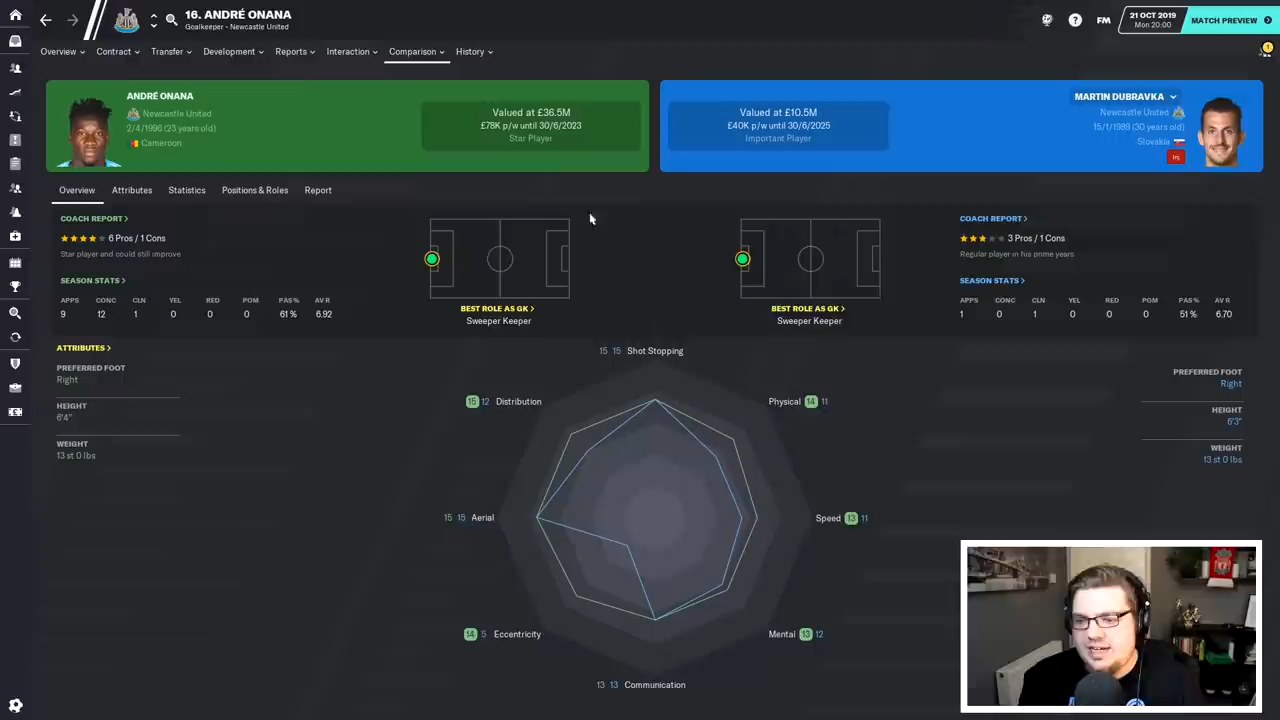 16. ANDRÉ ONANA
Goalkeeper - Newcastle United
FM
21 OCT 2019
Mon 20:00
MATCH PREVIEW
Overview
Contract
Transfer
Development
Reports
Interaction
Comparison
History
1
ANDRÉ ONANA
Newcastle United
2/4/1996 (23 years old)
Cameroon
Valued at £36.5M
£78K p/w until 30/6/2023
Star Player
Valued at £10.5M
£40K p/w until 30/6/2025
Important Player
MARTIN DUBRAVKA
Newcastle United
15/1/1989 (30 years old)
Slovakia
Inj
Overview
Attributes
Statistics
Positions & Roles
Report
COACH REPORT >
6 Pros / 1 Cons
Star player and could still improve
SEASON STATS >
APPS CONC CLN YEL RED POM PAS% AV R
9 12 1 0 0 0 61 % 6.92
BEST ROLE AS GK >
Sweeper Keeper
BEST ROLE AS GK >
Sweeper Keeper
COACH REPORT >
3 Pros / 1 Cons
Regular player in his prime years
SEASON STATS >
APPS CONC CLN YEL RED POM PAS% AV R
1 0 1 0 0 0 51 % 6.70
ATTRIBUTES >
PREFERRED FOOT
Right
HEIGHT
6'4"
WEIGHT
13 st 0 lbs
15 15 Shot Stopping
15 12 Distribution
Physical 14 11
15 15 Aerial
Speed 13 11
14 5 Eccentricity
Mental 13 12
13 13 Communication
PREFERRED FOOT
Right
HEIGHT
6'3"
WEIGHT
13 st 0 lbs